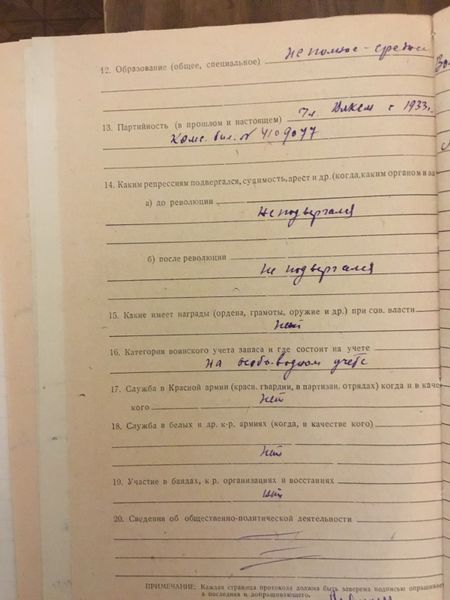 12. Образование (общее, специальное) Не полное-среднее
13. Партийность (в прошлом и настоящем) Чл. ВЛКСМ с 1933 г.
Комс. бил. № 4109077
14. Каким репрессиям подвергался, судимость, арест и др. (когда, каким органом и за
а) до революции
Не подвергался
б) после революции
Не подвергался
15. Какие имеет награды (ордена, грамоты, оружие и др.) при сов. власти
Нет
16. Категория воинского учета запаса и где состоит на учете
На особо-водном учете
17. Служба в Красной армии (красн. гвардии, в партизан. отрядах) когда и в каче
кого
Нет
18. Служба в белых и др. к-р. армиях (когда, в качестве кого)
Нет
19. Участие в бандах, к. р. организациях и восстаниях
нет
20. Сведения об общественно-политической деятельности
ПРИМЕЧАНИЕ: Каждая страница протокола должна быть заверена подписью опрашива
а последняя и допрашивающего.